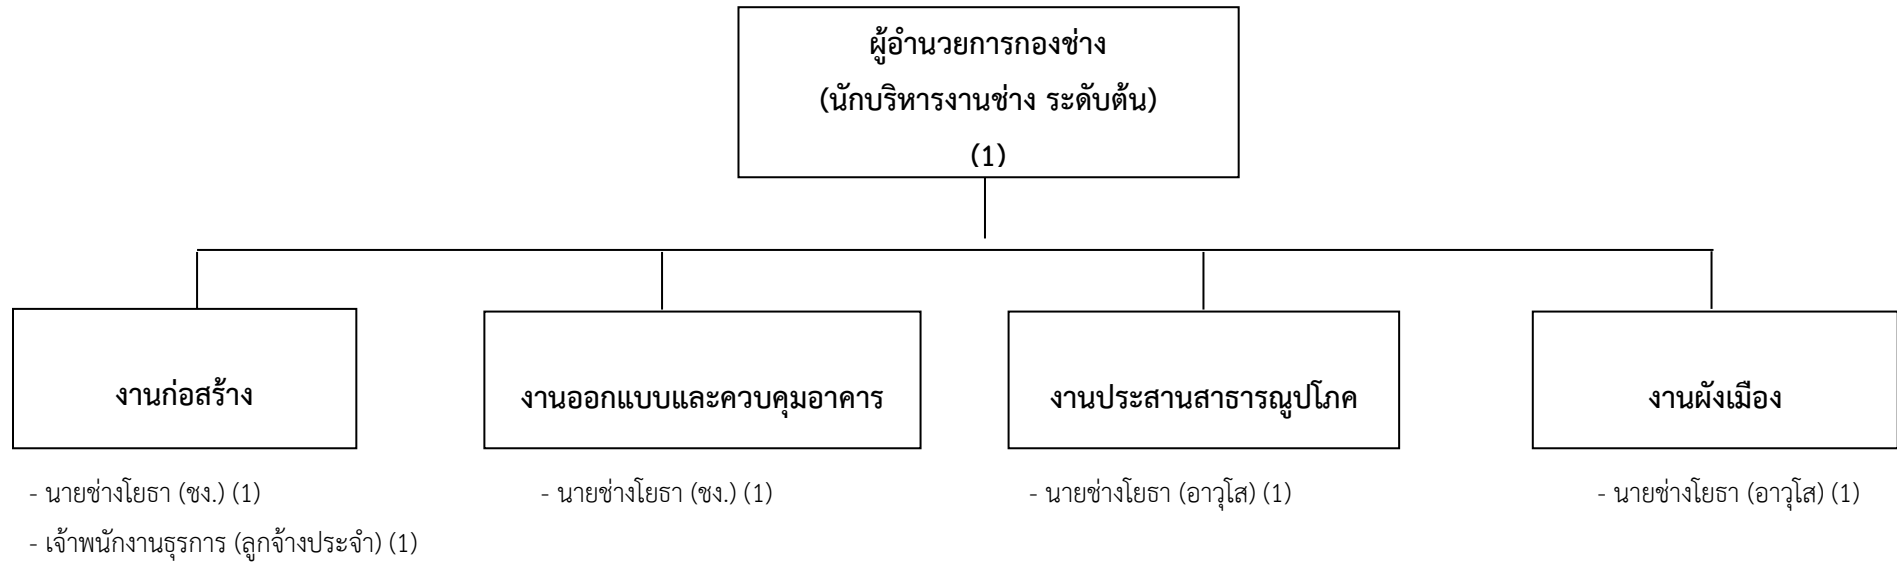 ผู้อำนวยการกองช่าง
(นักบริหารงานช่าง ระดับต้น)
(1)
งานก่อสร้าง
งานออกแบบและควบคุมอาคาร
งานประสานสาธารณูปโภค
งานผังเมือง
- นายช่างโยธา (ชง.) (1)
- เจ้าพนักงานธุรการ (ลูกจ้างประจำ) (1)
- นายช่างโยธา (ชง.) (1)
- นายช่างโยธา (อาวุโส) (1)
- นายช่างโยธา (อาวุโส) (1)